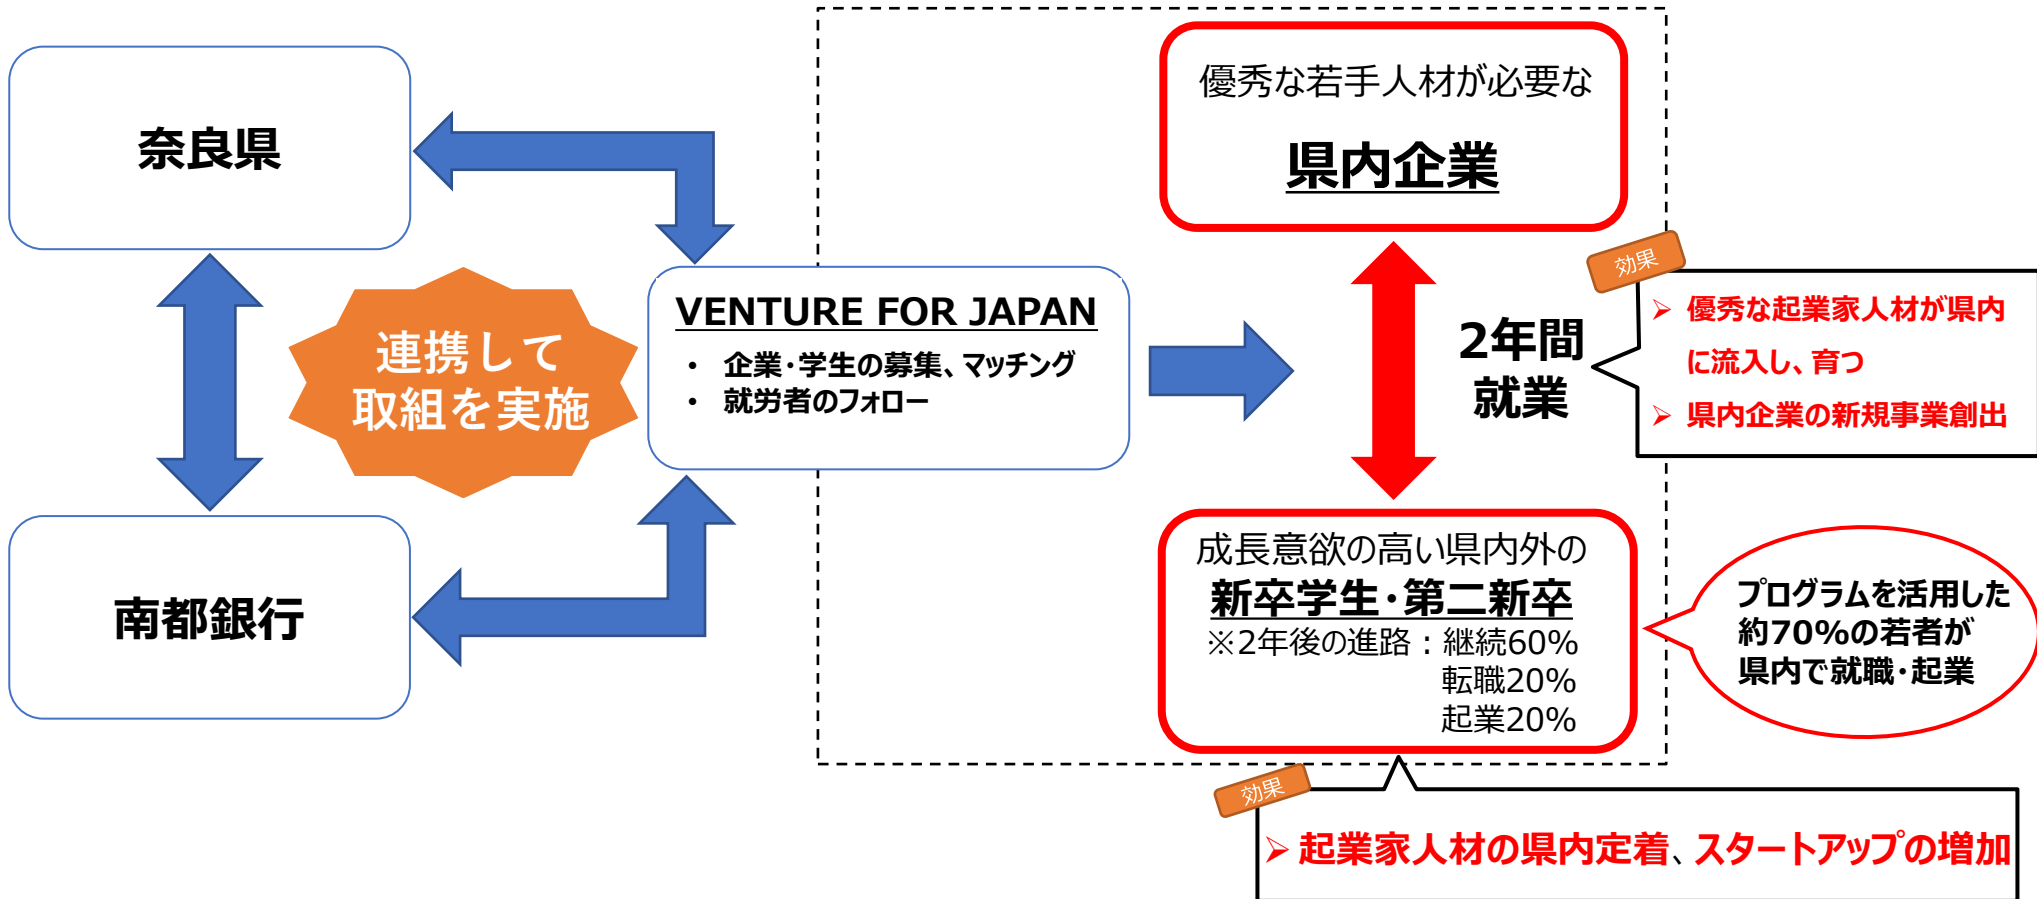 奈良県
南都銀行
連携して
取組を実施
VENTURE FOR JAPAN
• 企業・学生の募集、マッチング
• 就労者のフォロー
優秀な若手人材が必要な
県内企業
2年間
就業
効果
➢ 優秀な起業家人材が県内
に流入し、育つ
➢ 県内企業の新規事業創出
成長意欲の高い県内外の
新卒学生・第二新卒
※2年後の進路：継続60%
転職20%
起業20%
プログラムを活用した
約70%の若者が
県内で就職・起業
効果
➢ 起業家人材の県内定着、スタートアップの増加